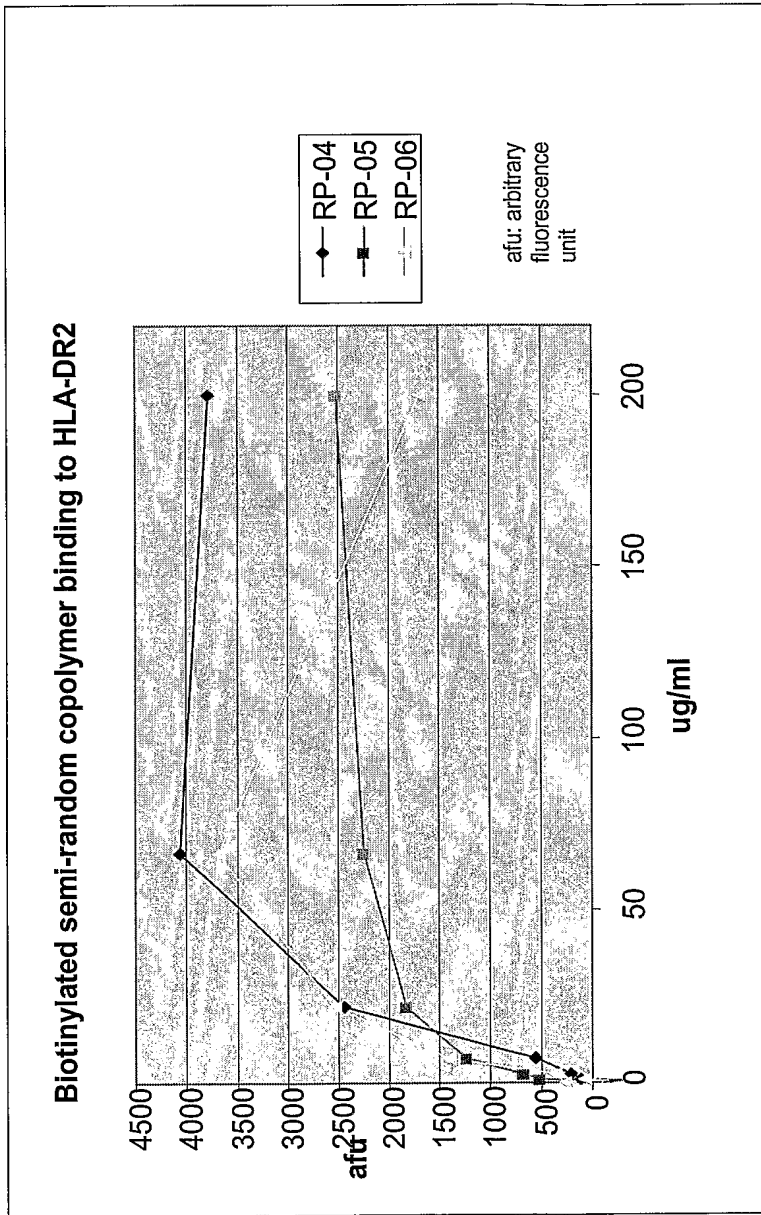 Biotinylated semi-random copolymer binding to HLA-DR2
4500
4000
3500
3000
2500
2000
1500
1000
500
0
afu
0
50
100
150
200
ug/ml
RP-04
RP-05
RP-06
afu: arbitrary
fluorescence
unit